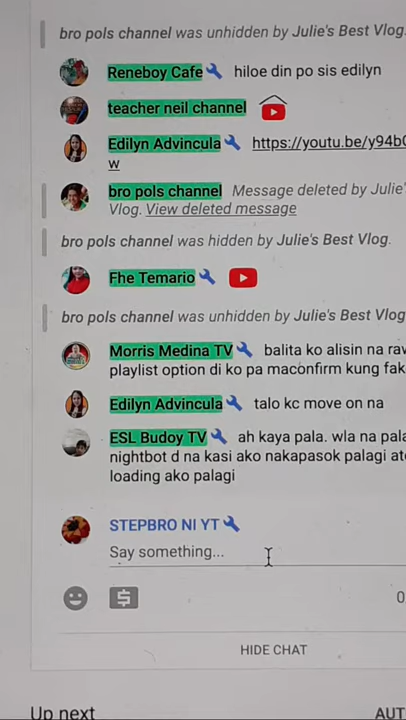 bro pols channel was unhidden by Julie's Best Vlog.
Reneboy Cafe hiloe din po sis edilyn
teacher neil channel
Edilyn Advincula https://youtu.be/y94b
w
bro pols channel Message deleted by Julie'
Vlog. View deleted message
bro pols channel was hidden by Julie's Best Vlog.
Fhe Temario
bro pols channel was unhidden by Julie's Best Vlog
Morris Medina TV balita ko alisin na
playlist option di ko pa maconfirm kung fak
Edilyn Advincula talo kc move on na
ESL Budoy TV ah kaya pala. wla na pala
nightbot d na kasi ako nakapasok palagi
loading ako palagi
STEPBRO NI YT
Say something...
0
HIDE CHAT
Up next AUT